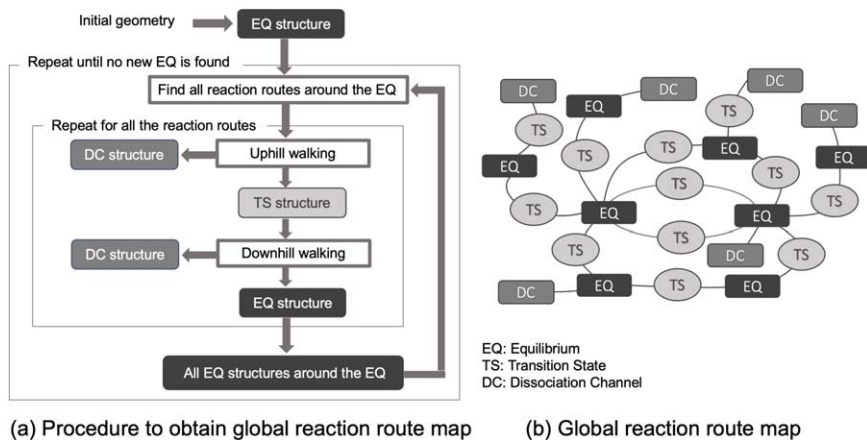 Initial geometry
EQ structure
Repeat until no new EQ is found
Find all reaction routes around the EQ
Repeat for all the reaction routes
DC structure
Uphill walking
TS structure
DC structure
Downhill walking
EQ structure
All EQ structures around the EQ
(a) Procedure to obtain global reaction route map
DC
EQ
DC
TS
DC
DC
TS
TS
TS
EQ
EQ
EQ
TS
TS
TS
EQ
EQ
TS
TS
TS
DC
TS
TS
DC
EQ
TS
EQ
EQ: Equilibrium
TS: Transition State
DC: Dissociation Channel
(b) Global reaction route map